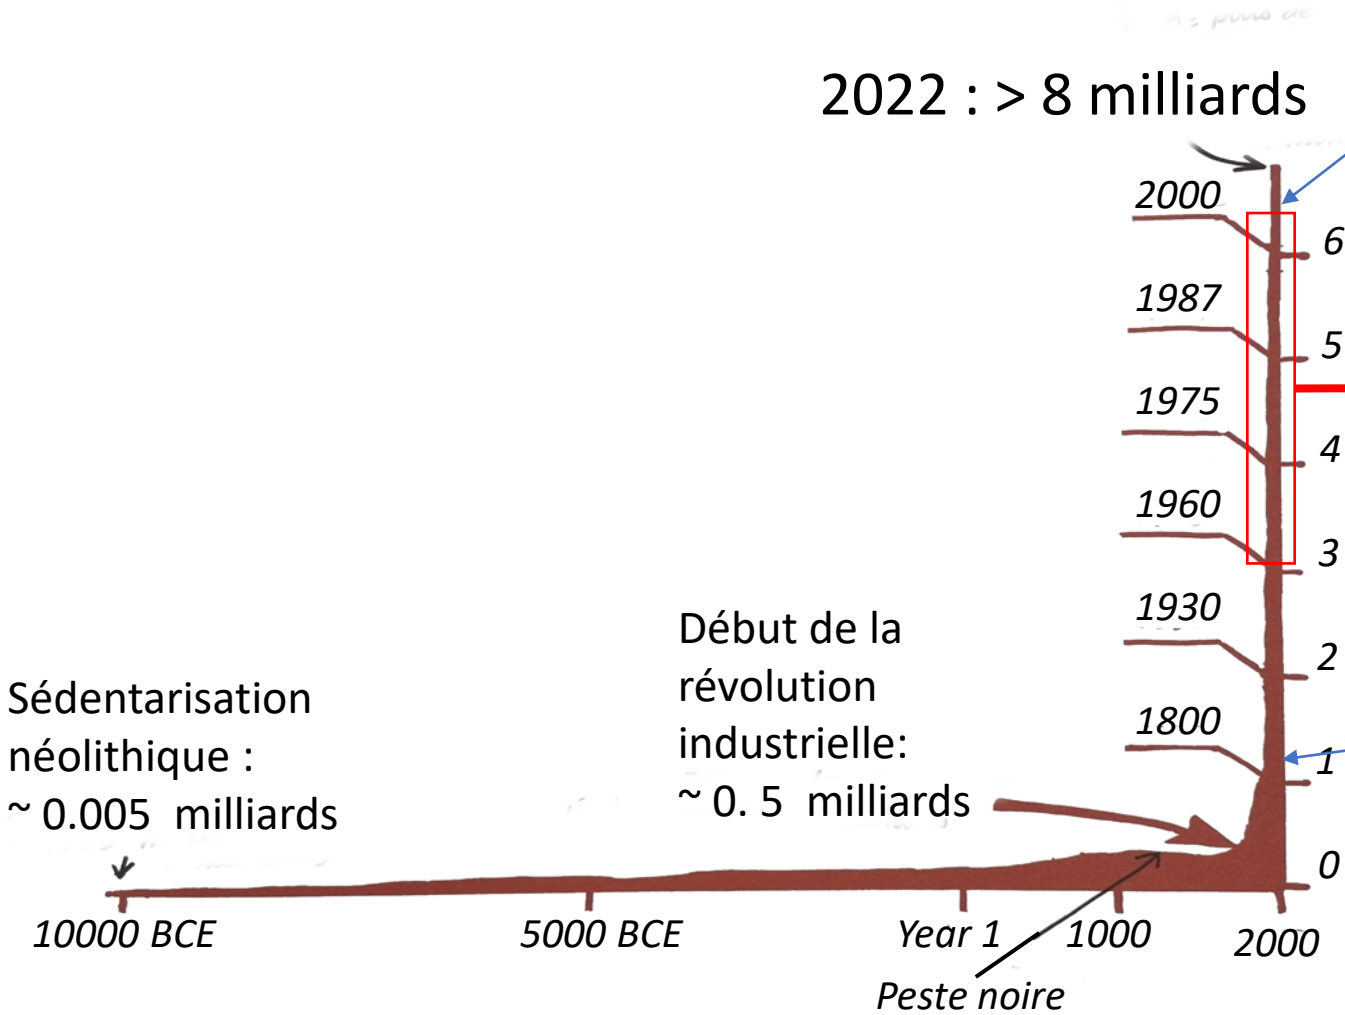 2022 : > 8 milliards
2000
6
1987
5
1975
4
1960
3
1930
2
1800
1
0
Début de la
révolution
industrielle:
~ 0. 5 milliards
Sédentarisation
néolithique :
~ 0.005 milliards
10000 BCE
5000 BCE
Year 1
1000
2000
Peste noire